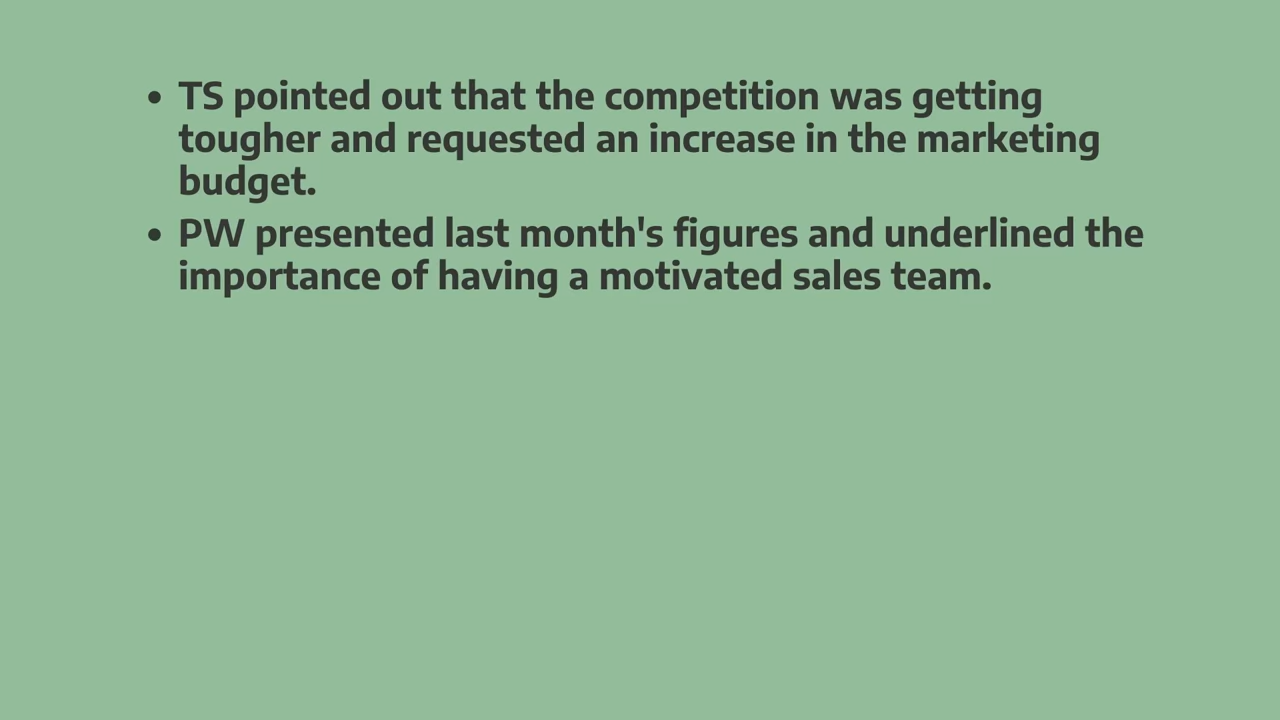 • TS pointed out that the competition was getting
tougher and requested an increase in the marketing
budget.
• PW presented last month's figures and underlined the
importance of having a motivated sales team.